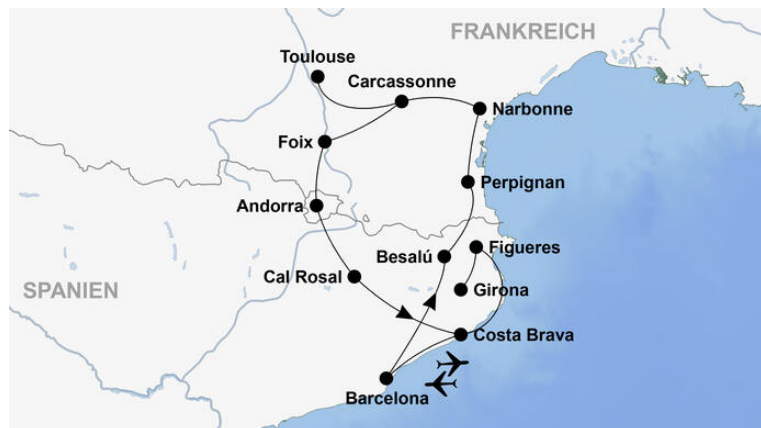 FRANKREICH
Toulouse
Carcassonne
Narbonne
Foix
Perpignan
Andorra
Figueres
Besalú
Cal Rosal
SPANIEN
Girona
Costa Brava
Barcelona